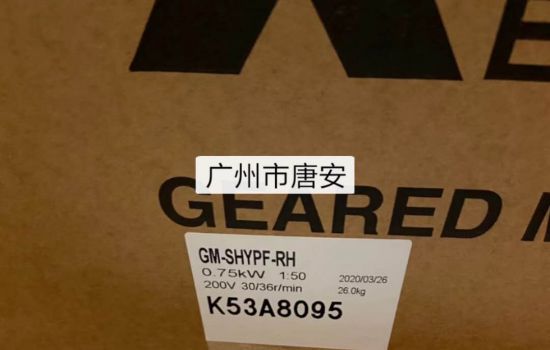 广州市唐安
GEARED
GM-SHYPF-RH
0.75kW 1:50
200V 30/36r/min
2020/03/26
26.0kg
K53A8095